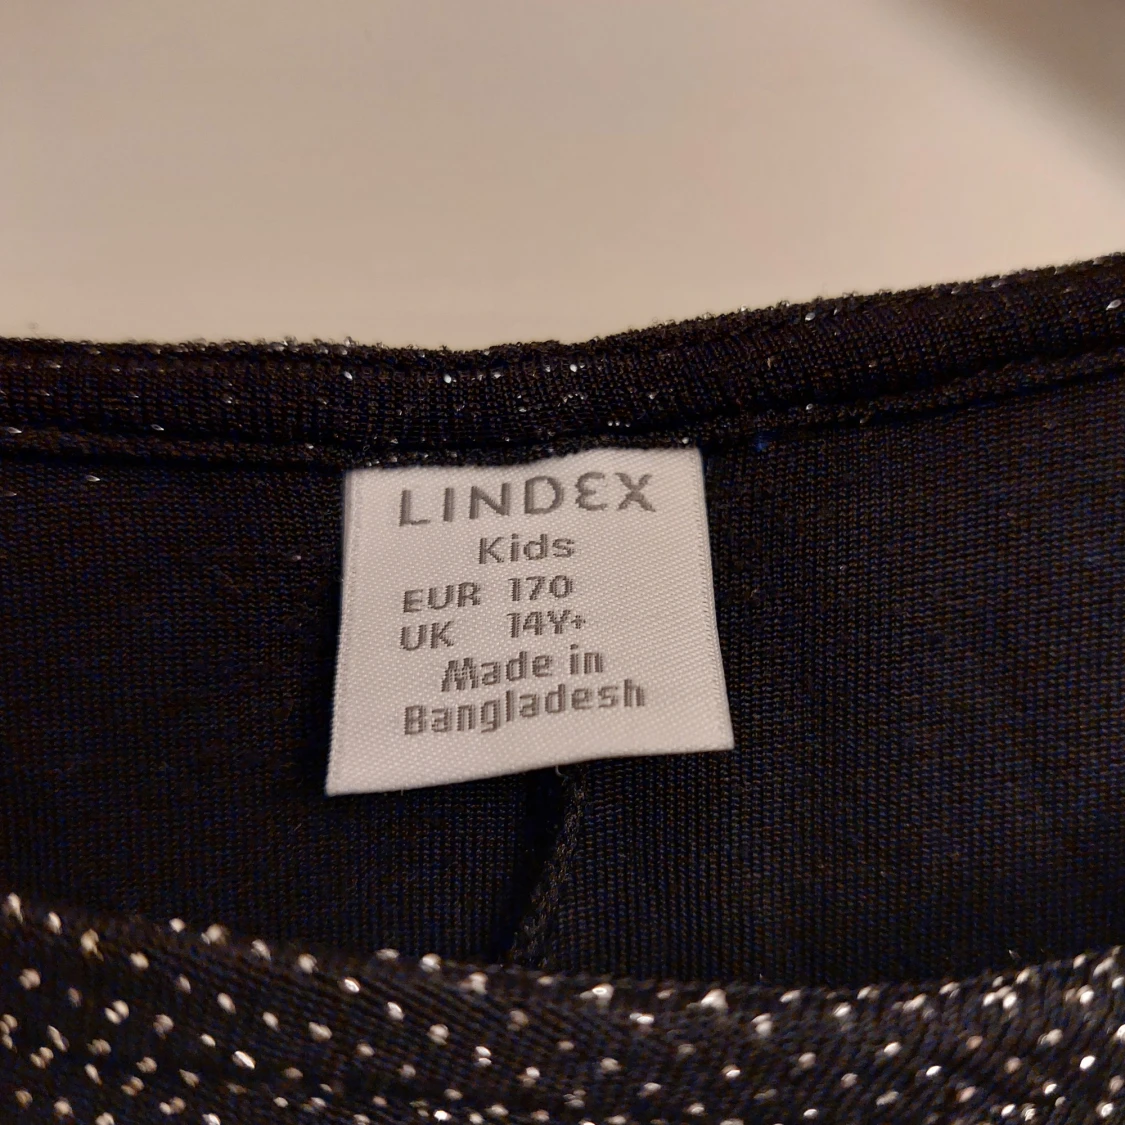 LINDEX
Kids
EUR 170
UK 14Y+
Made in
Bangladesh